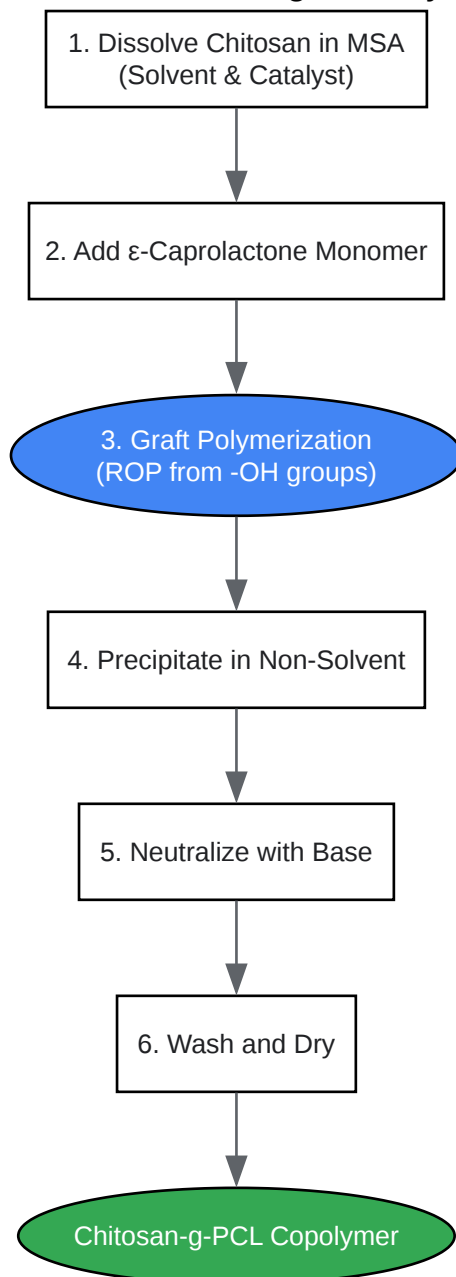 1. Dissolve Chitosan in MSA
(Solvent & Catalyst)
2. Add ε-Caprolactone Monomer
3. Graft Polymerization
(ROP from -OH groups)
4. Precipitate in Non-Solvent
5. Neutralize with Base
6. Wash and Dry
Chitosan-g-PCL Copolymer